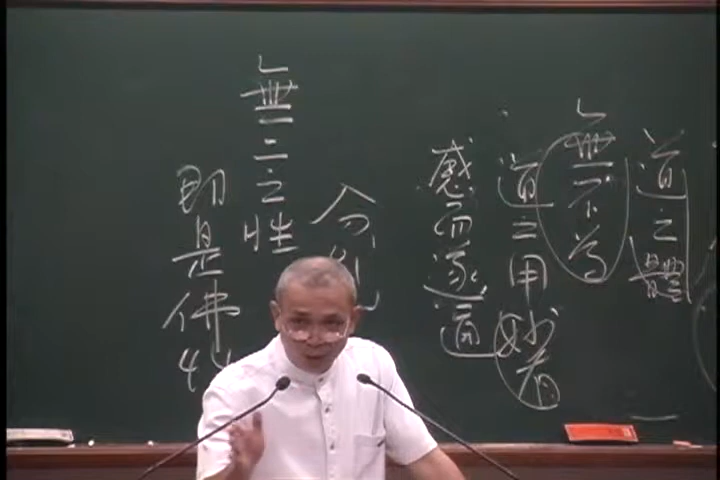 道之體
無不為
道之用妙有
感而遂通
無二之性
即是佛性